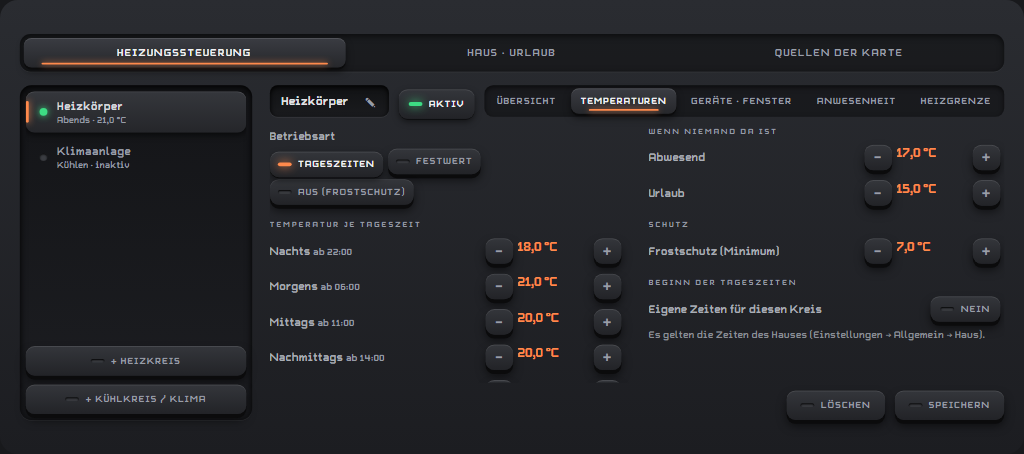 HEIZUNGSSTEUERUNG
HAUS · URLAUB
QUELLEN DER KARTE
Heizkörper
Abends · 21,0 °C
Klimaanlage
Kühlen · inaktiv
+ HEIZKREIS
+ KÜHLKREIS / KLIMA
Heizkörper
AKTIV
ÜBERSICHT
TEMPERATUREN
GERÄTE · FENSTER
ANWESENHEIT
HEIZGRENZE
Betriebsart
TAGESZEITEN
FESTWERT
AUS (FROSTSCHUTZ)
TEMPERATUR JE TAGESZEIT
Nachts ab 22:00 − 18,0 °C +
Morgens ab 06:00 − 21,0 °C +
Mittags ab 11:00 − 20,0 °C +
Nachmittags ab 14:00 − 20,0 °C +
WENN NIEMAND DA IST
Abwesend − 17,0 °C +
Urlaub − 15,0 °C +
SCHUTZ
Frostschutz (Minimum) − 7,0 °C +
BEGINN DER TAGESZEITEN
Eigene Zeiten für diesen Kreis NEIN
Es gelten die Zeiten des Hauses (Einstellungen → Allgemein → Haus).
LÖSCHEN
SPEICHERN